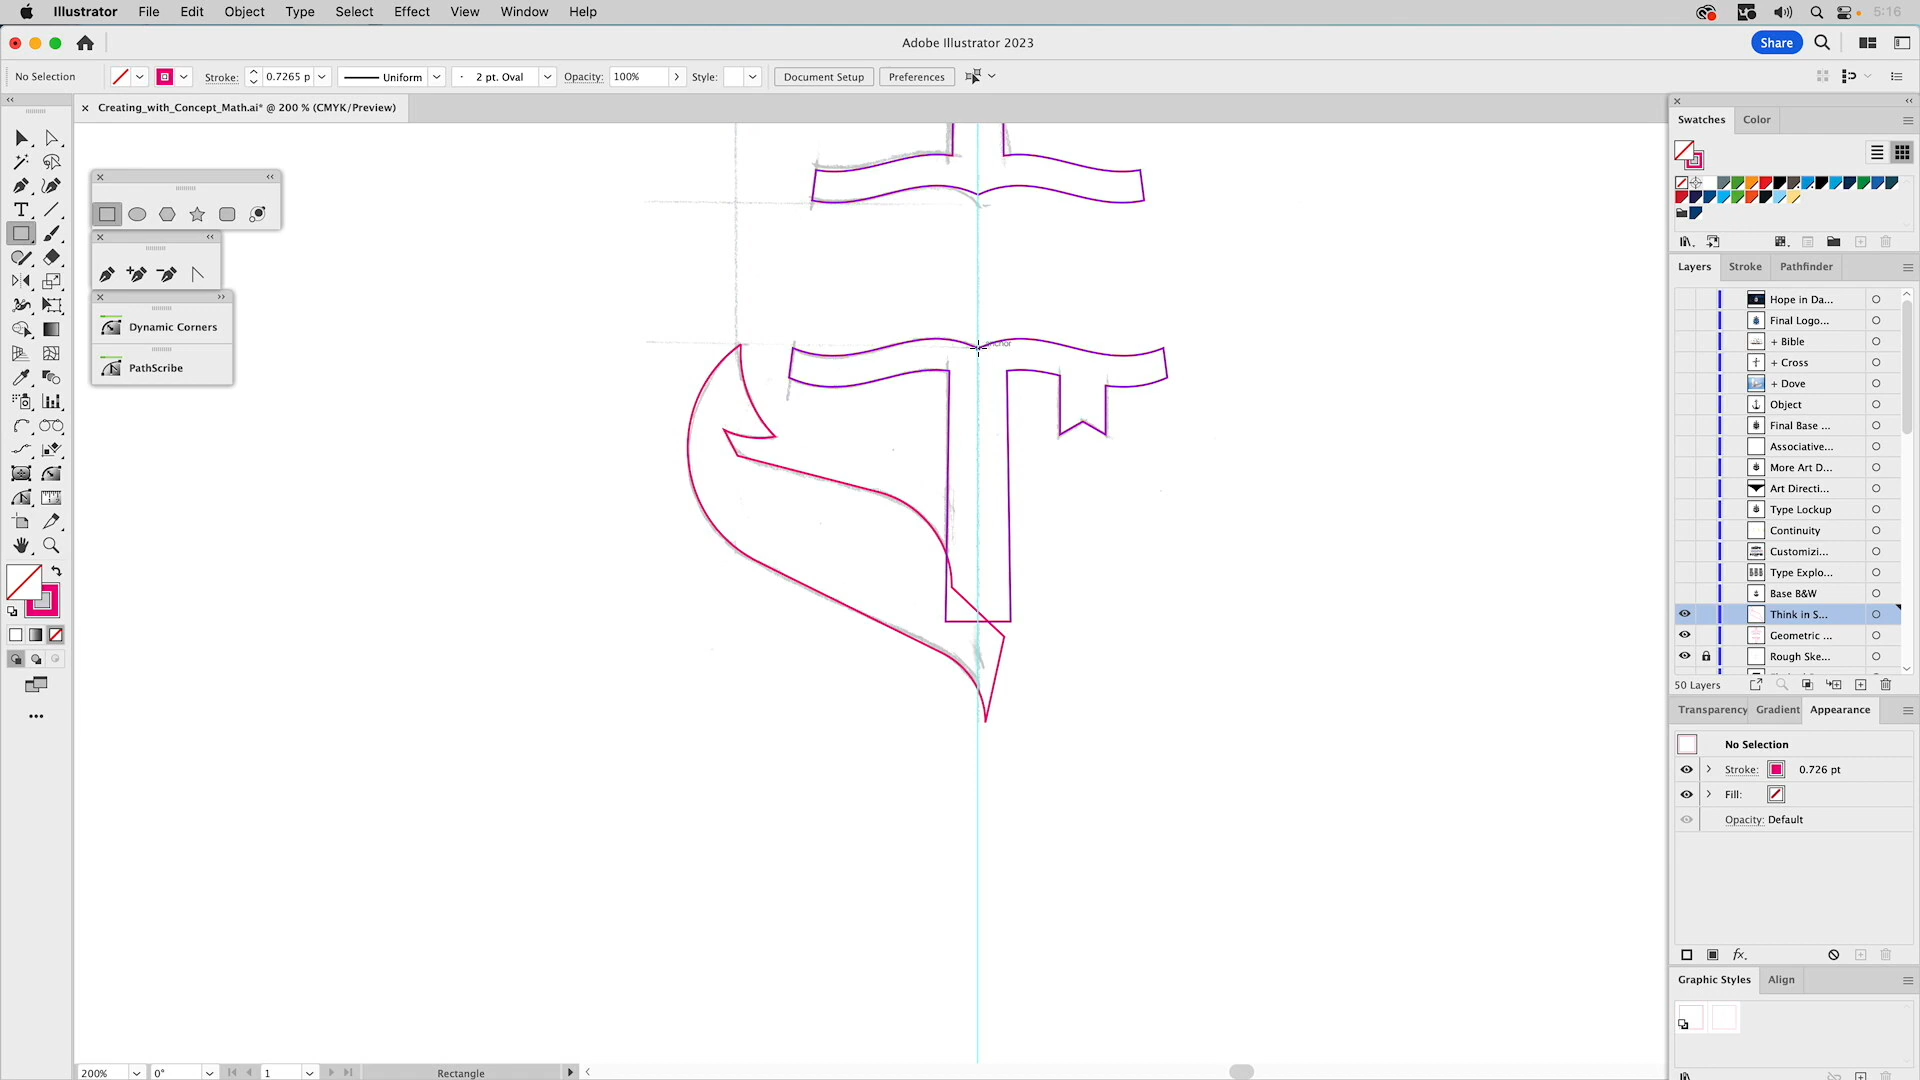 Illustrator File Edit Object Type Select Effect View Window Help 5:16
Adobe Illustrator 2023 Share
No Selection Stroke: 0.7265 p Uniform 2 pt. Oval Opacity: 100% Style: Document Setup Preferences
Creating_with_Concept_Math.ai* @ 200 % (CMYK/Preview)
Swatches Color
Dynamic Corners
PathScribe
Layers Stroke Pathfinder
Hope in Da...
Final Logo...
+ Bible
+ Cross
+ Dove
Object
Final Base ...
Associative...
More Art D...
Art Directi...
Type Lockup
Continuity
Customizi...
Type Explo...
Base B&W
Think in S...
Geometric ...
Rough Ske...
50 Layers
Transparency Gradient Appearance
No Selection
Stroke: 0.726 pt
Fill:
Opacity: Default
Graphic Styles Align
200% 0° 1 Rectangle